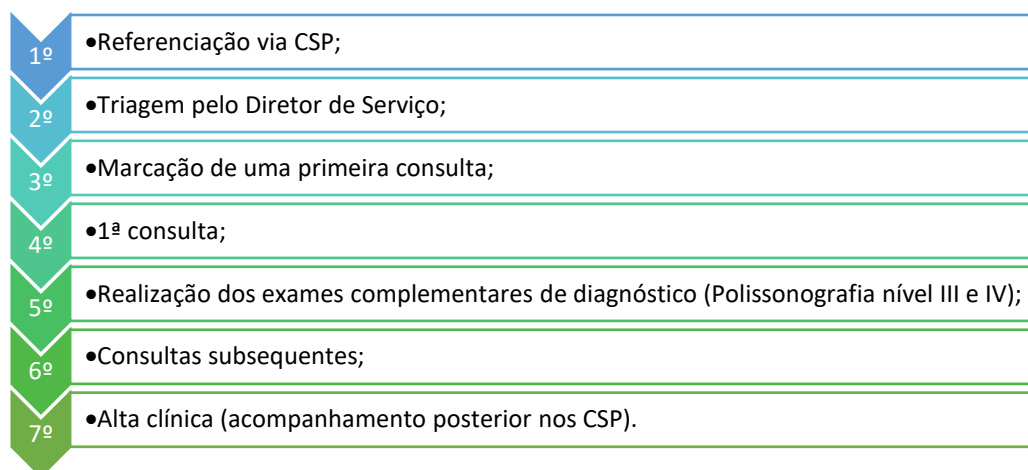 1º
•Referenciação via CSP;
2º
•Triagem pelo Diretor de Serviço;
3º
•Marcação de uma primeira consulta;
4º
•1ª consulta;
5º
•Realização dos exames complementares de diagnóstico (Polissonografia nível III e IV);
6º
•Consultas subsequentes;
7º
•Alta clínica (acompanhamento posterior nos CSP).